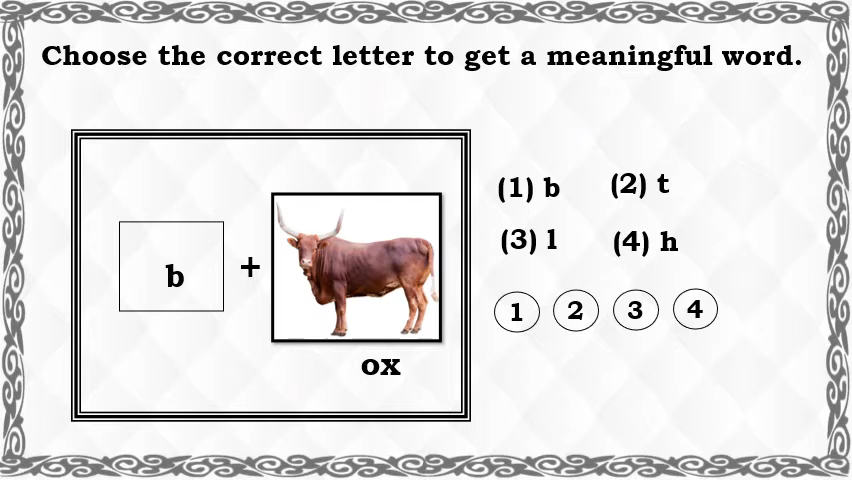 Choose the correct letter to get a meaningful word.
(1) b (2) t
(3) l (4) h
b +
1 2 3 4
ox